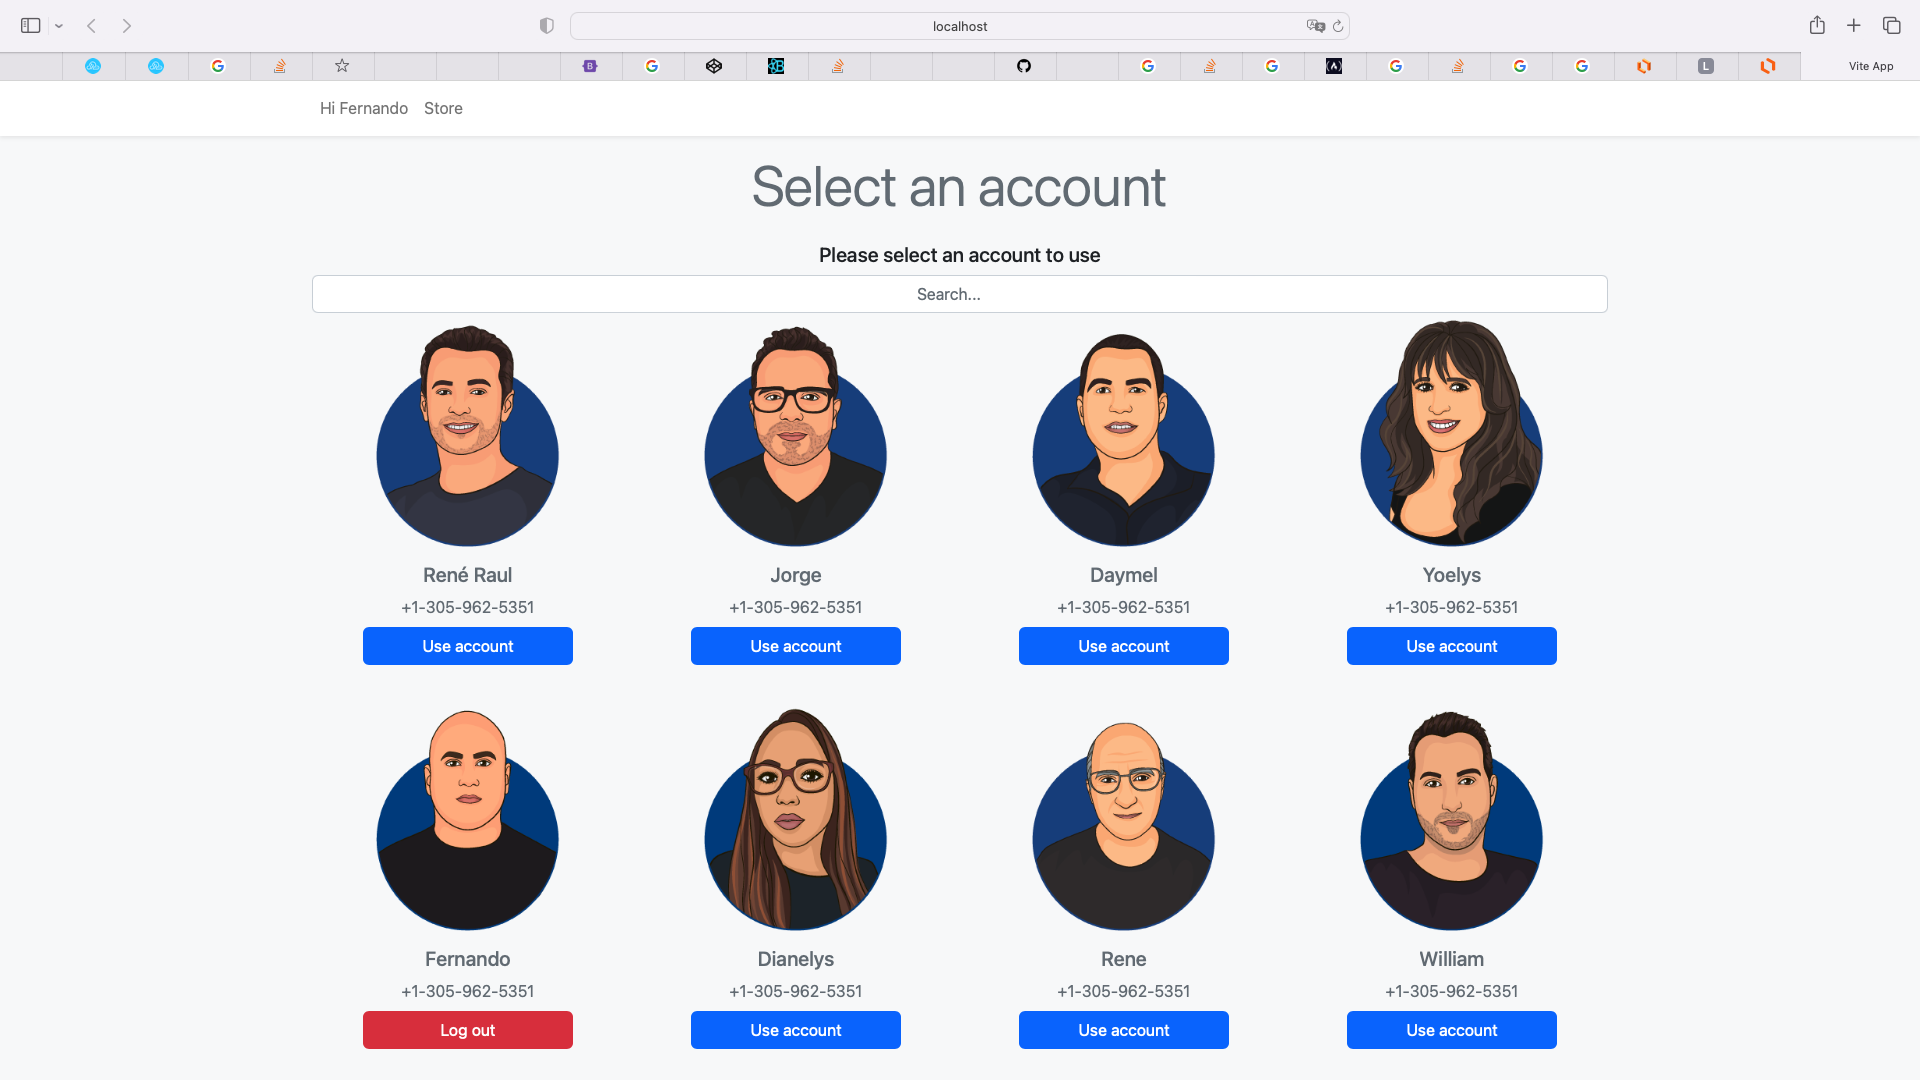 localhost
B
L
Vite App
Hi Fernando Store
Select an account
Please select an account to use
Search...
René Raul Jorge Daymel Yoelys
+1-305-962-5351 +1-305-962-5351 +1-305-962-5351 +1-305-962-5351
Use account Use account Use account Use account
Fernando Dianelys Rene William
+1-305-962-5351 +1-305-962-5351 +1-305-962-5351 +1-305-962-5351
Log out Use account Use account Use account